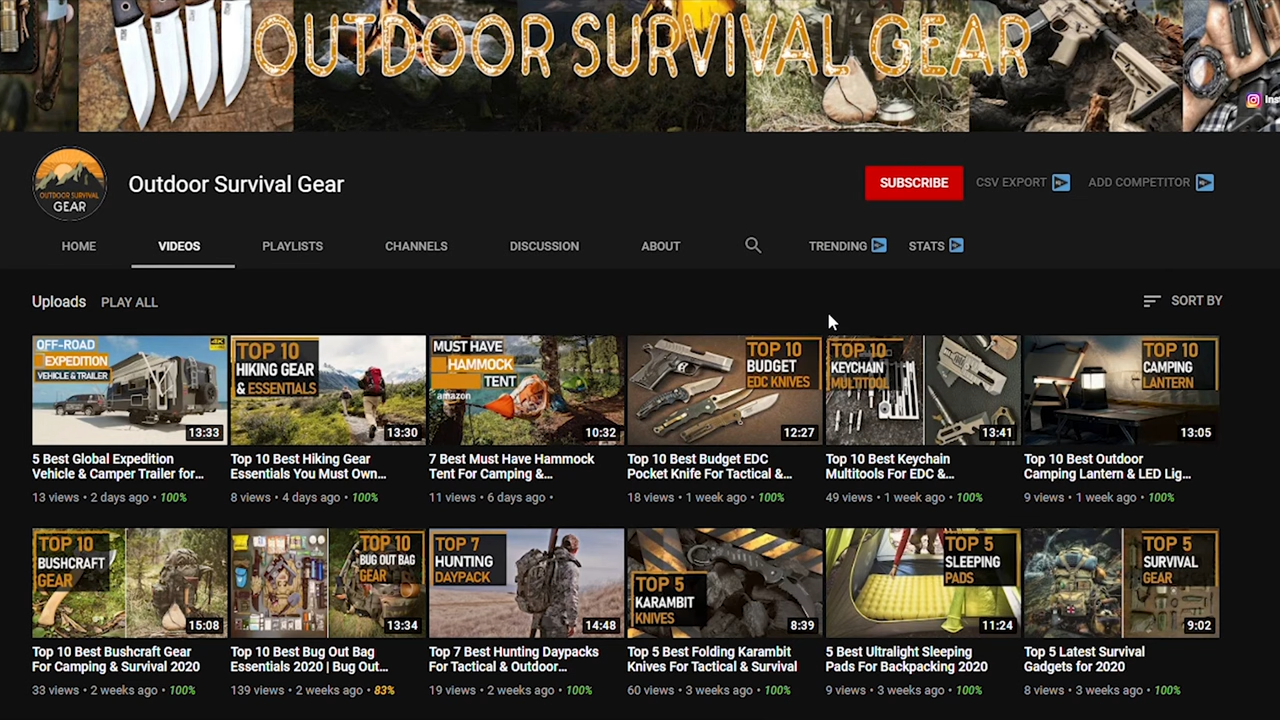 OUTDOOR SURVIVAL GEAR
Inst
OUTDOOR SURVIVAL
GEAR
Outdoor Survival Gear
SUBSCRIBE
CSV EXPORT
ADD COMPETITOR
HOME
VIDEOS
PLAYLISTS
CHANNELS
DISCUSSION
ABOUT
TRENDING
STATS
Uploads
PLAY ALL
SORT BY
OFF-ROAD
EXPEDITION
VEHICLE & TRAILER
4K
13:33
TOP 10
HIKING GEAR
& ESSENTIALS
13:30
MUST HAVE
HAMMOCK
TENT
amazon
10:32
TOP 10
BUDGET
EDC KNIVES
12:27
TOP 10
KEYCHAIN
MULTITOOL
13:41
TOP 10
CAMPING
LANTERN
13:05
5 Best Global Expedition
Vehicle & Camper Trailer for...
13 views • 2 days ago • 100%
Top 10 Best Hiking Gear
Essentials You Must Own...
8 views • 4 days ago • 100%
7 Best Must Have Hammock
Tent For Camping &...
11 views • 6 days ago •
Top 10 Best Budget EDC
Pocket Knife For Tactical &...
18 views • 1 week ago • 100%
Top 10 Best Keychain
Multitools For EDC &...
49 views • 1 week ago • 100%
Top 10 Best Outdoor
Camping Lantern & LED Lig...
9 views • 1 week ago • 100%
TOP 10
BUSHCRAFT
GEAR
15:08
TOP 10
BUG OUT BAG
GEAR
13:34
TOP 7
HUNTING
DAYPACK
14:48
TOP 5
KARAMBIT
KNIVES
8:39
TOP 5
SLEEPING
PADS
11:24
TOP 5
SURVIVAL
GEAR
9:02
Top 10 Best Bushcraft Gear
For Camping & Survival 2020
33 views • 2 weeks ago • 100%
Top 10 Best Bug Out Bag
Essentials 2020 | Bug Out...
139 views • 2 weeks ago • 83%
Top 7 Best Hunting Daypacks
For Tactical & Outdoor...
19 views • 2 weeks ago • 100%
Top 5 Best Folding Karambit
Knives For Tactical & Survival
60 views • 3 weeks ago • 100%
5 Best Ultralight Sleeping
Pads For Backpacking 2020
9 views • 3 weeks ago • 100%
Top 5 Latest Survival
Gadgets for 2020
8 views • 3 weeks ago • 100%